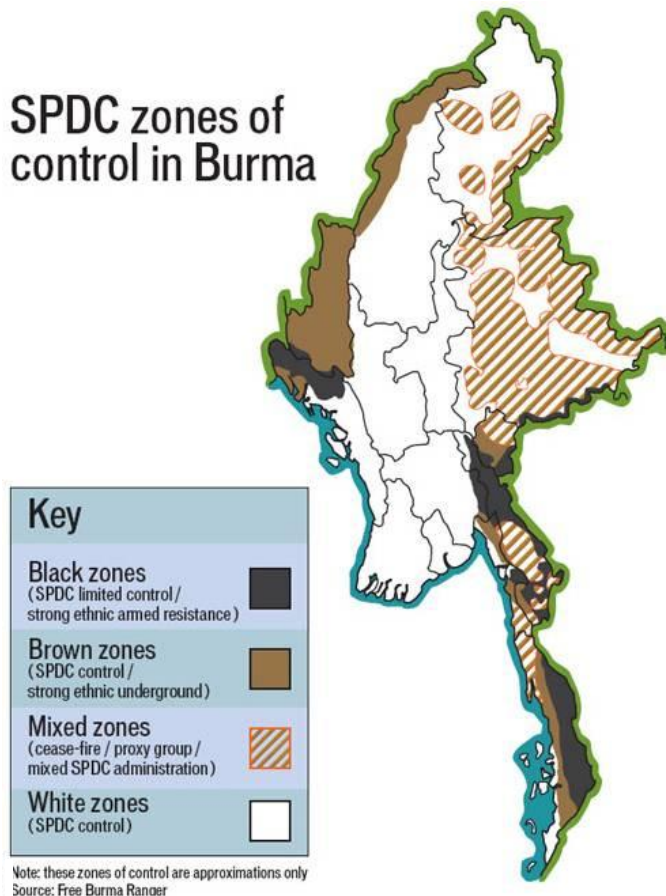 SPDC zones of
control in Burma
Key
Black zones
(SPDC limited control /
strong ethnic armed resistance)
Brown zones
(SPDC control /
strong ethnic underground)
Mixed zones
(cease-fire / proxy group /
mixed SPDC administration)
White zones
(SPDC control)
Note: these zones of control are approximations only
Source: Free Burma Ranger